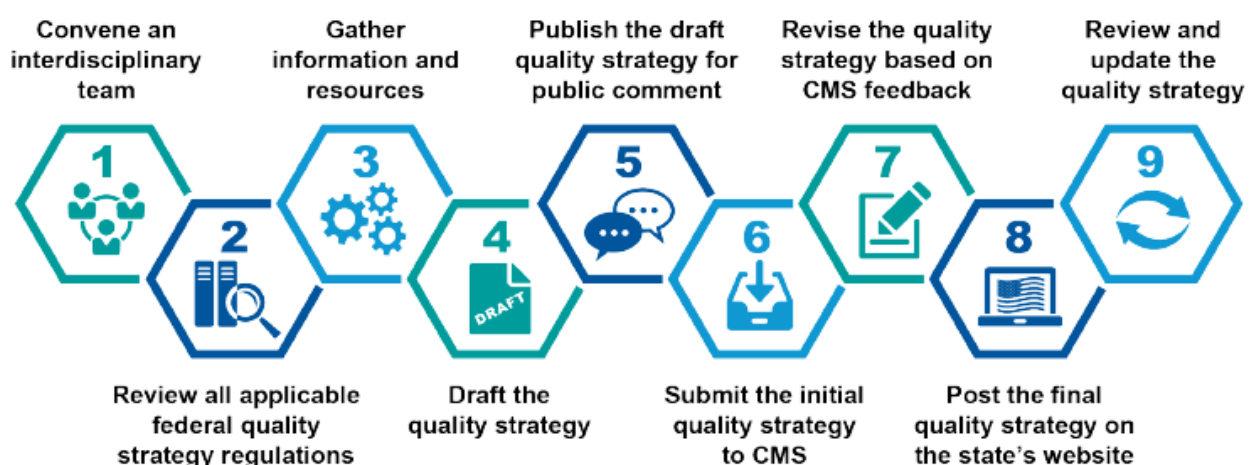 Convene an
interdisciplinary
team
1
2
Review all applicable
federal quality
strategy regulations
Gather
information and
resources
3
4
DRAFT
Draft the
quality strategy
Publish the draft
quality strategy for
public comment
5
6
Submit the initial
quality strategy
to CMS
Revise the quality
strategy based on
CMS feedback
7
8
Post the final
quality strategy on
the state's website
Review and
update the
quality strategy
9